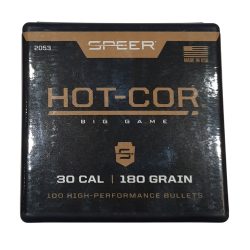 SPEER
2053
MADE IN USA
HOT-COR
BIG GAME
S
30 CAL | 180 GRAIN
100 HIGH-PERFORMANCE BULLETS